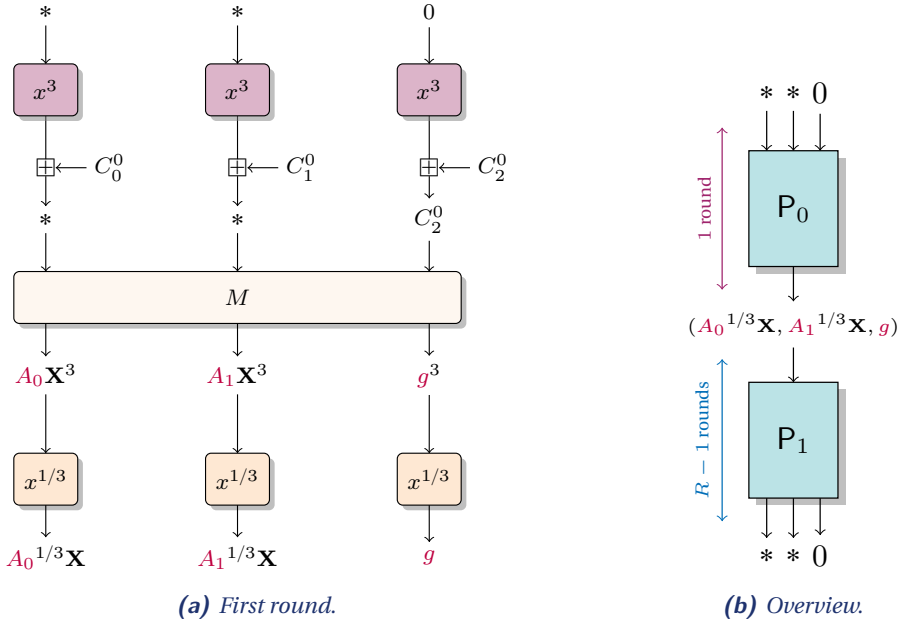 * * 0
x^3 x^3 x^3
C_0^0 C_1^0 C_2^0
* * C_2^0
M
A_0X^3 A_1X^3 g^3
x^{1/3} x^{1/3} x^{1/3}
A_0^{1/3}X A_1^{1/3}X g
(a) First round.
* * 0
1 round
P_0
(A_0^{1/3}X, A_1^{1/3}X, g)
R − 1 rounds
P_1
* * 0
(b) Overview.